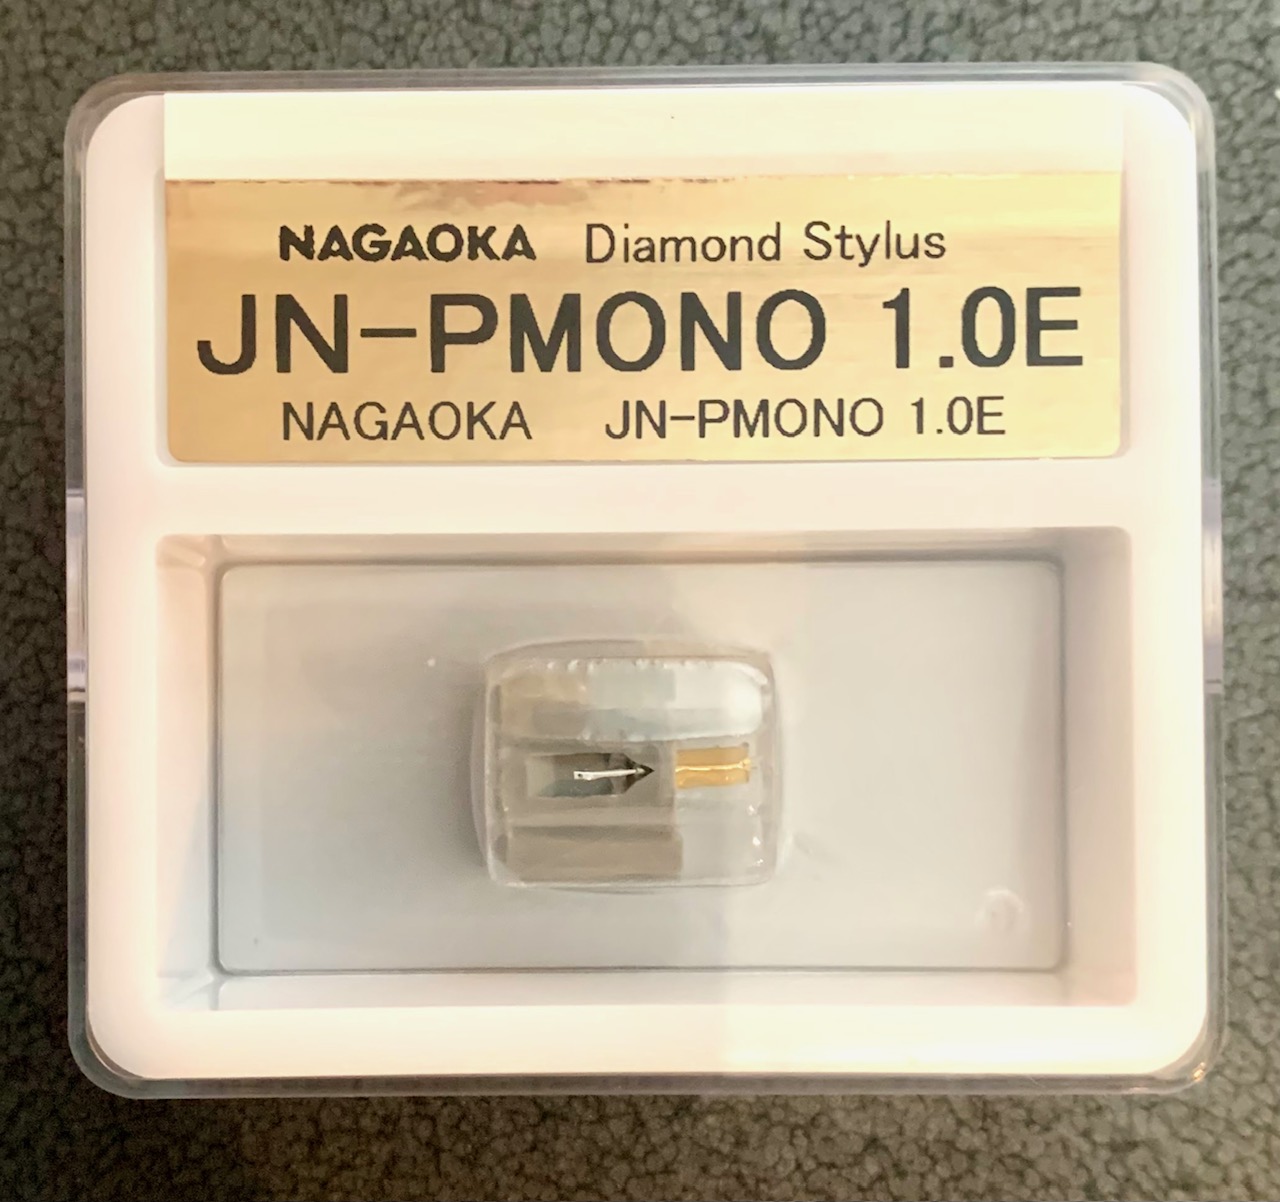 NAGAOKA Diamond Stylus
JN-PMONO 1.0E
NAGAOKA JN-PMONO 1.0E